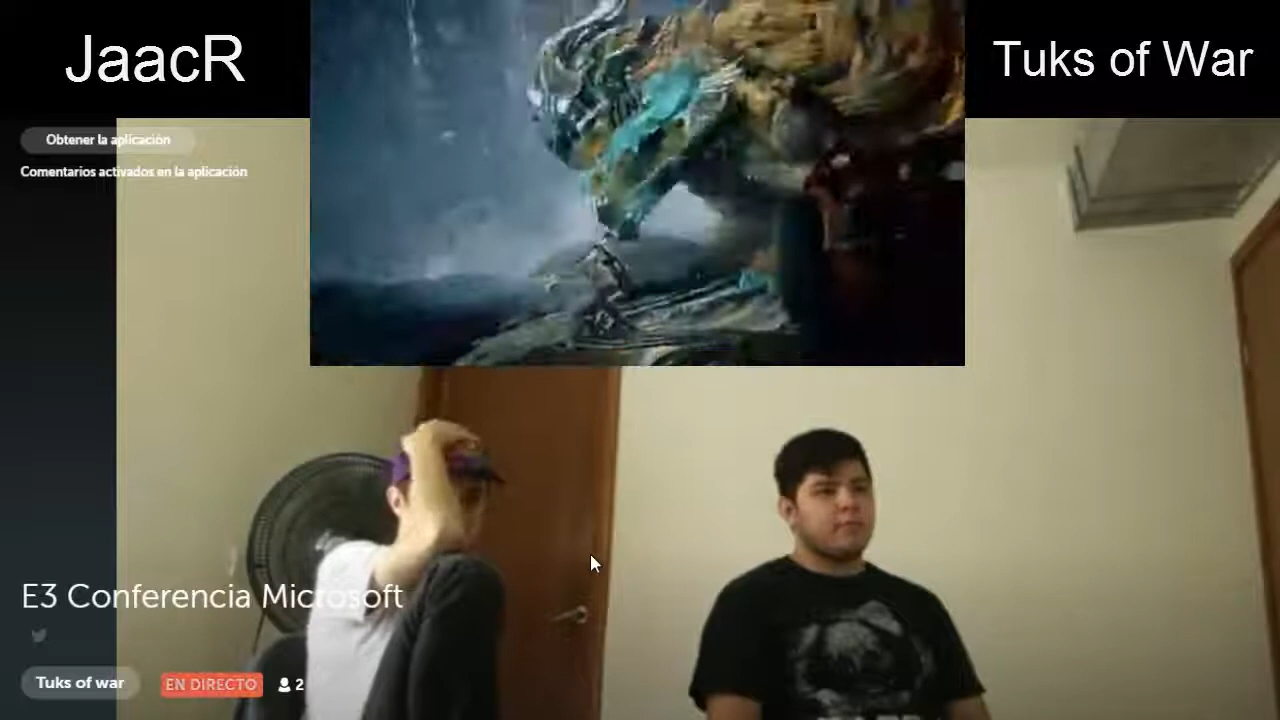 JaacR
Tuks of War
Obtener la aplicación
Comentarios activados en la aplicación
E3 Conferencia Microsoft
Tuks of war
EN DIRECTO
2